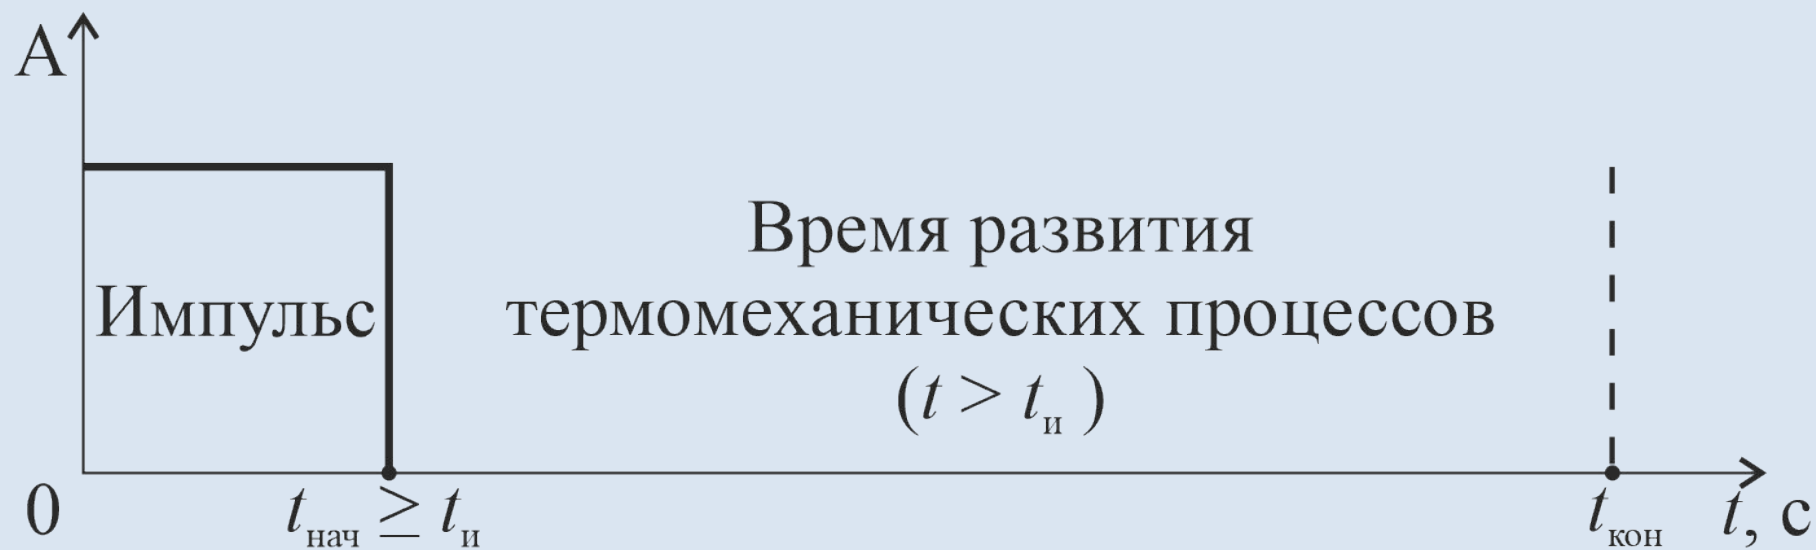 А
Импульс
Время развития
термомеханических процессов
(t > tи )
0
tнач ≥ tи
tкон
t, с